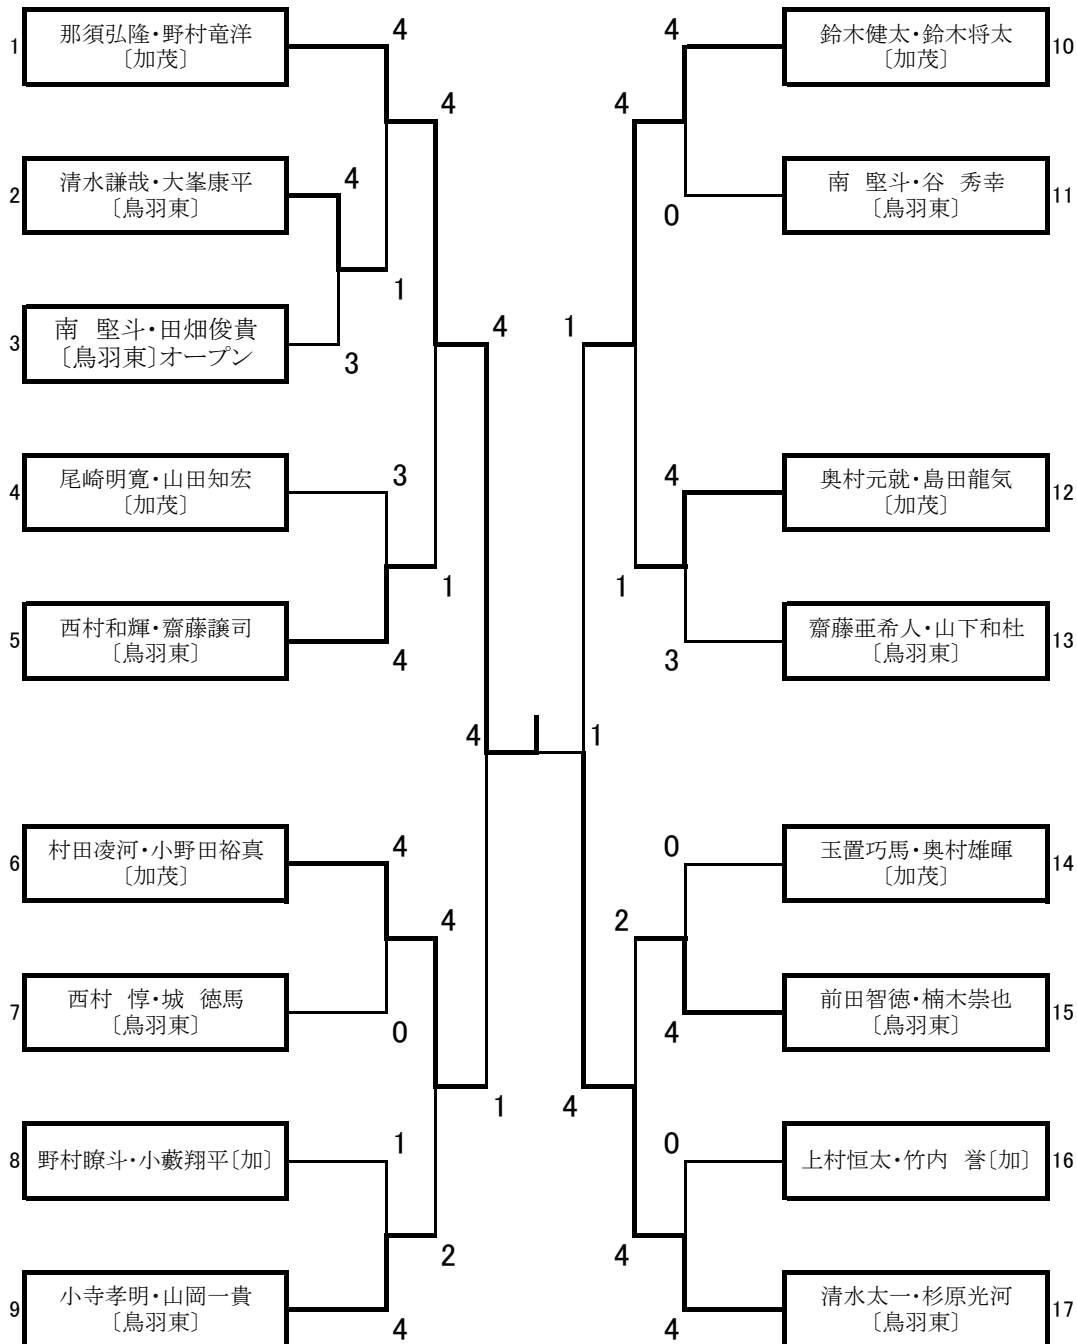 1
那須弘隆・野村竜洋
〔加茂〕
4
4
2
清水謙哉・大峯康平
〔鳥羽東〕
4
1
3
南　堅斗・田畑俊貴
〔鳥羽東〕オープン
3
4
4
尾崎明寛・山田知宏
〔加茂〕
3
1
5
西村和輝・齋藤譲司
〔鳥羽東〕
4
4
6
村田凌河・小野田裕真
〔加茂〕
4
4
7
西村　惇・城　徳馬
〔鳥羽東〕
0
1
8
野村瞭斗・小藪翔平〔加〕
1
2
9
小寺孝明・山岡一貴
〔鳥羽東〕
4
4
鈴木健太・鈴木将太
〔加茂〕
10
4
0
南　堅斗・谷　秀幸
〔鳥羽東〕
11
1
4
奥村元就・島田龍気
〔加茂〕
12
1
3
齋藤亜希人・山下和杜
〔鳥羽東〕
13
1
0
玉置巧馬・奥村雄暉
〔加茂〕
14
2
4
前田智徳・楠木崇也
〔鳥羽東〕
15
4
0
上村恒太・竹内　誉〔加〕
16
4
4
清水太一・杉原光河
〔鳥羽東〕
17